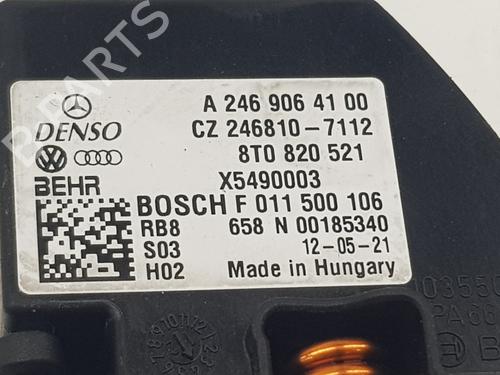 B-PARTS
A 246 906 41 00
DENSO CZ 246810-7112
8T0 820 521
BEHR X5490003
BOSCH F 011 500 106
RB8 658 N 00185340
S03 12-05-21
H02 Made in Hungary